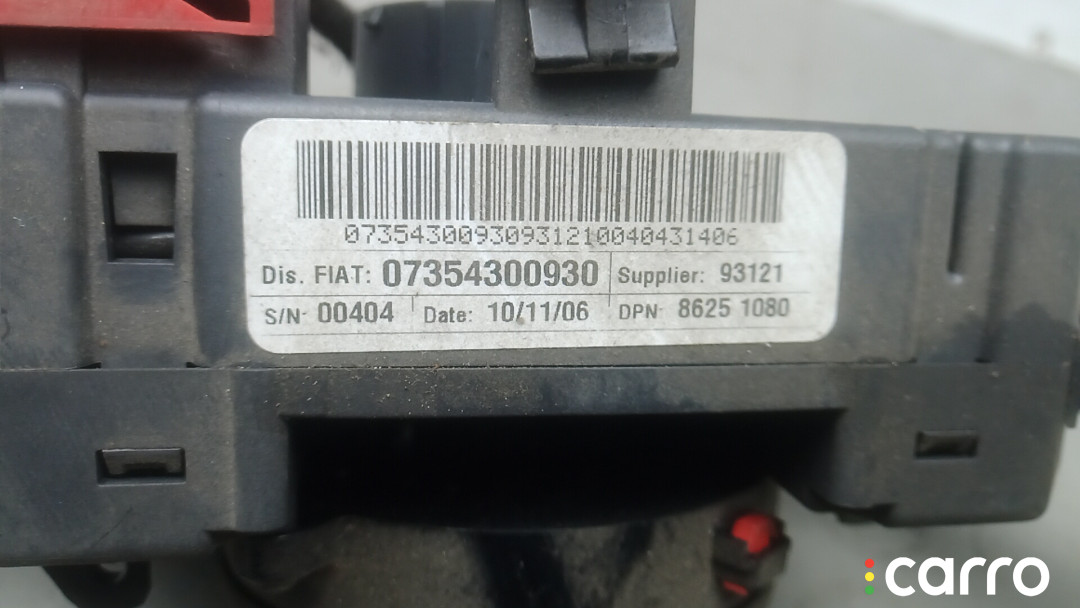 07354300930931210040431406
Dis. FIAT: 07354300930 Supplier: 93121
S/N- 00404 Date: 10/11/06 DPN- 8625 1080
carro